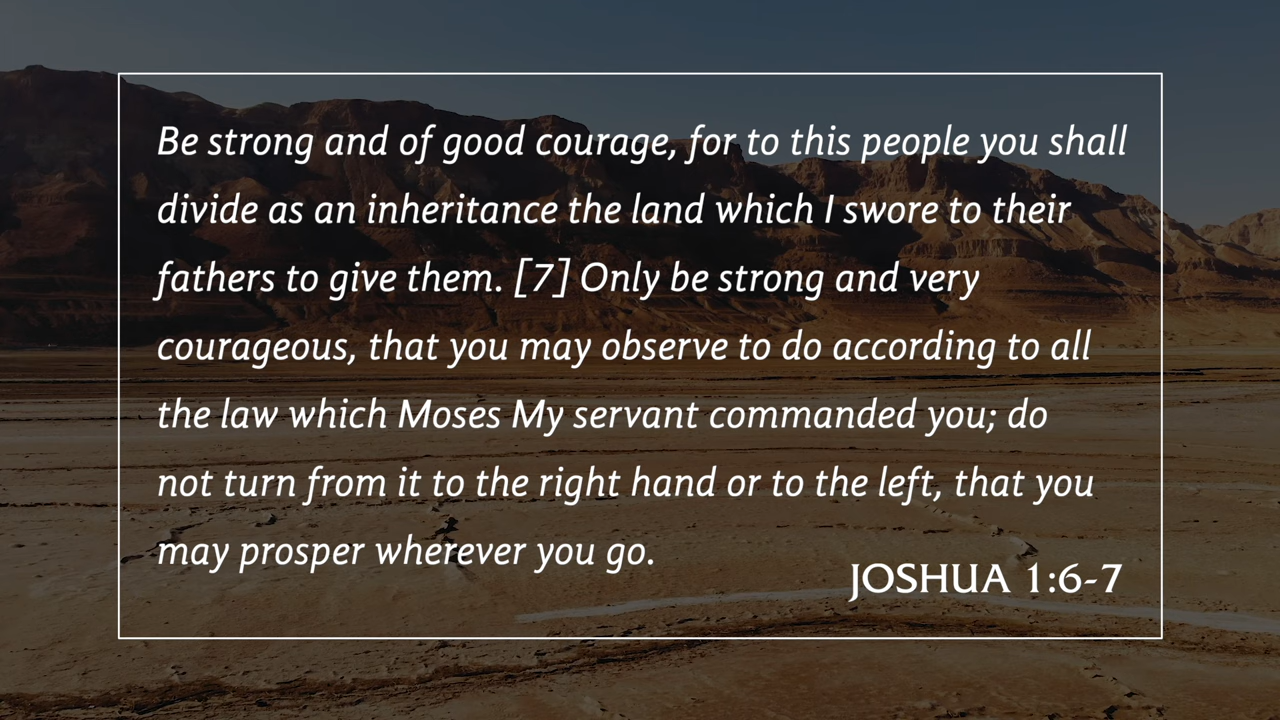 Be strong and of good courage, for to this people you shall
divide as an inheritance the land which I swore to their
fathers to give them. [7] Only be strong and very
courageous, that you may observe to do according to all
the law which Moses My servant commanded you; do
not turn from it to the right hand or to the left, that you
may prosper wherever you go.
JOSHUA 1:6-7